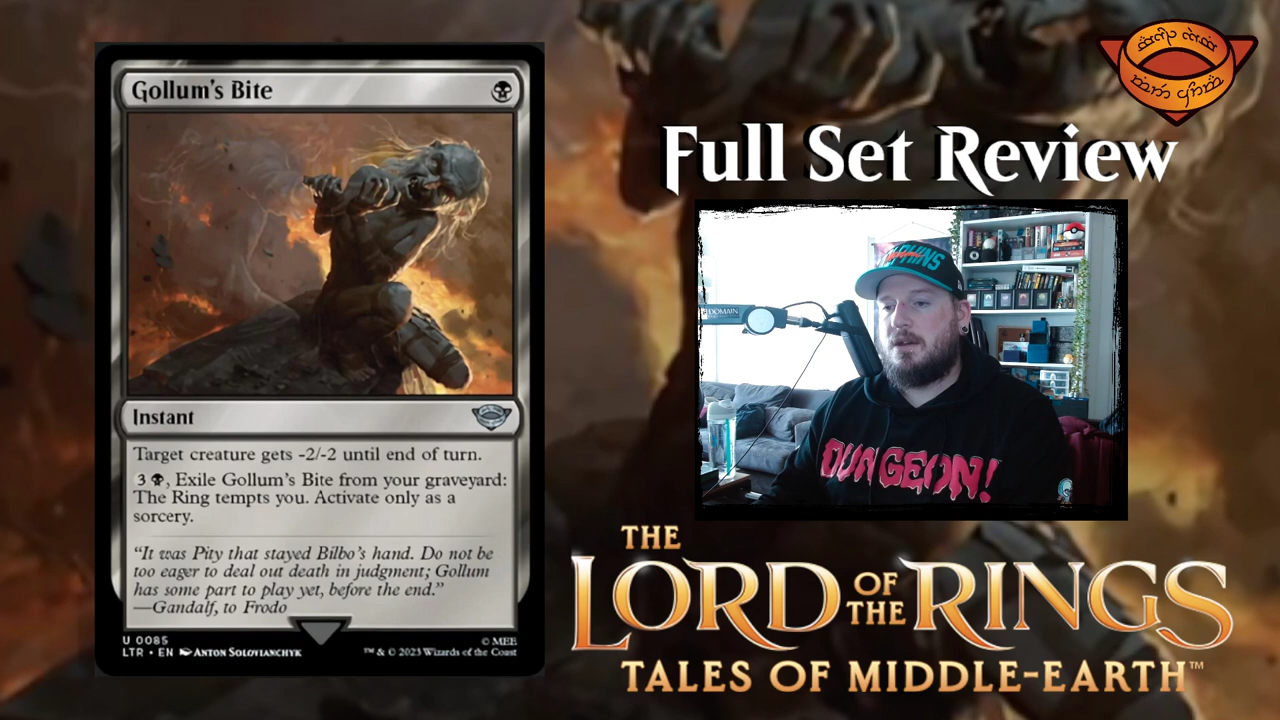 Gollum's Bite
Instant
Target creature gets -2/-2 until end of turn.
3, Exile Gollum's Bite from your graveyard:
The Ring tempts you. Activate only as a
sorcery.
“It was Pity that stayed Bilbo's hand. Do not be
too eager to deal out death in judgment; Gollum
has some part to play yet, before the end.”
—Gandalf, to Frodo
U 0085
LTR • EN Anton Solovianchyk
© MEE
™ & © 2023 Wizards of the Coast
Full Set Review
DOMAIN
DUNGEON!
THE
LORD OF THE RINGS
TALES OF MIDDLE-EARTH™